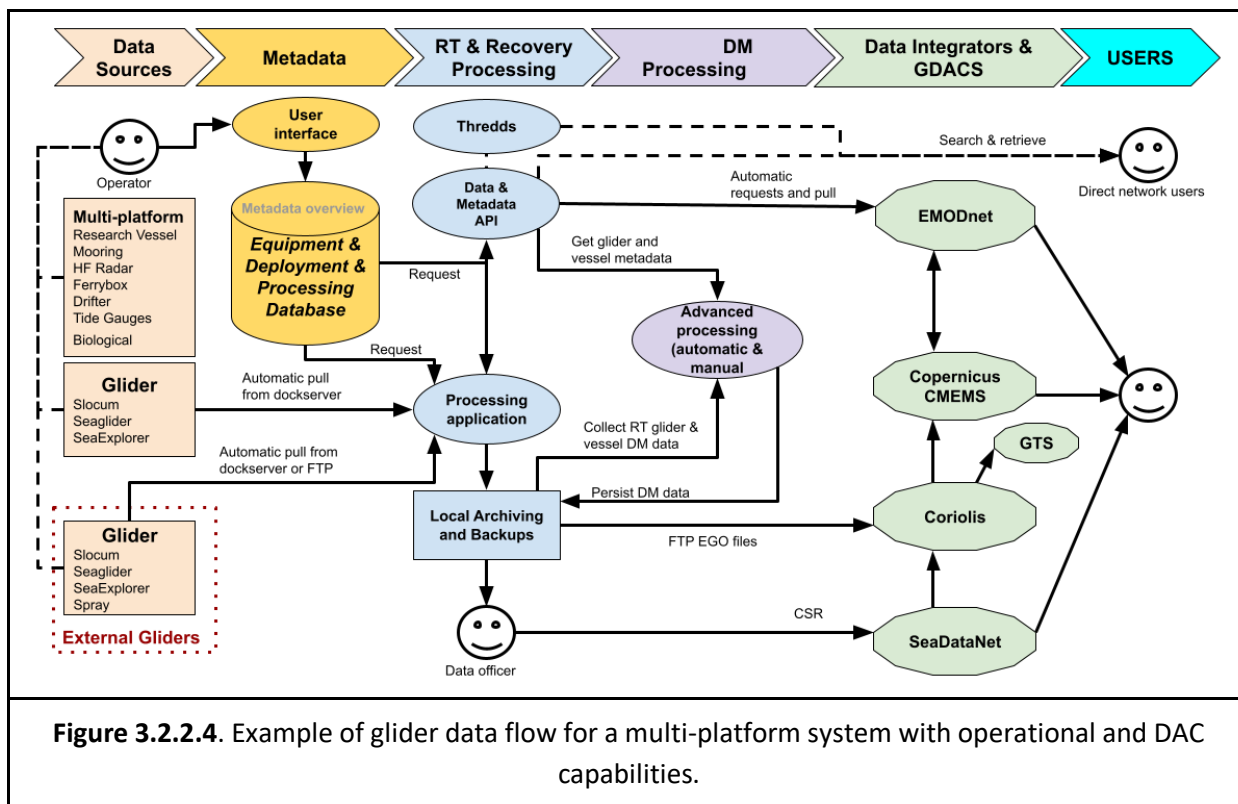 Data
Sources
Metadata
RT & Recovery
Processing
DM
Processing
Data Integrators &
GDACS
USERS
Operator
User
interface
Thredds
Search & retrieve
Direct network users
Multi-platform
Research Vessel
Mooring
HF Radar
Ferrybox
Drifter
Tide Gauges
Biological
Metadata overview
Equipment &
Deployment &
Processing
Database
Request
Request
Data &
Metadata
API
Automatic
requests and pull
EMODnet
Get glider and
vessel metadata
Advanced
processing
(automatic &
manual
Glider
Slocum
Seaglider
SeaExplorer
Automatic pull
from dockserver
Processing
application
Copernicus
CMEMS
Collect RT glider &
vessel DM data
GTS
Automatic pull from
dockserver or FTP
Persist DM data
Glider
Slocum
Seaglider
SeaExplorer
Spray
External Gliders
Local Archiving
and Backups
FTP EGO files
Coriolis
Data officer
CSR
SeaDataNet
Figure 3.2.2.4. Example of glider data flow for a multi-platform system with operational and DAC
capabilities.